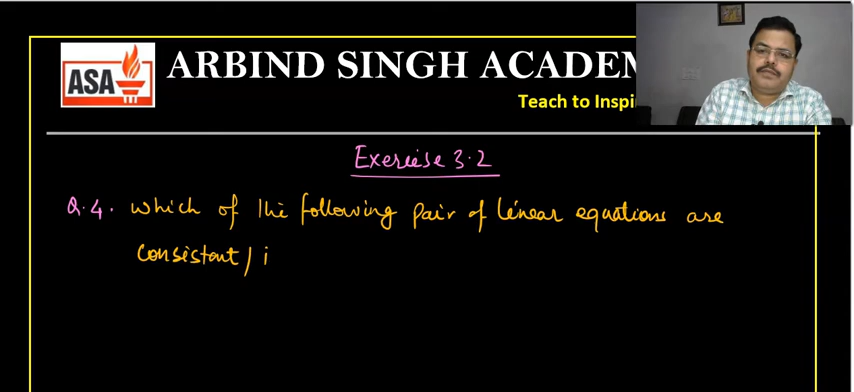 ASA
ARBIND SINGH ACADEM
Teach to Inspi
Exercise 3.2
Q.4. Which of the following pair of linear equations are
consistent/ i